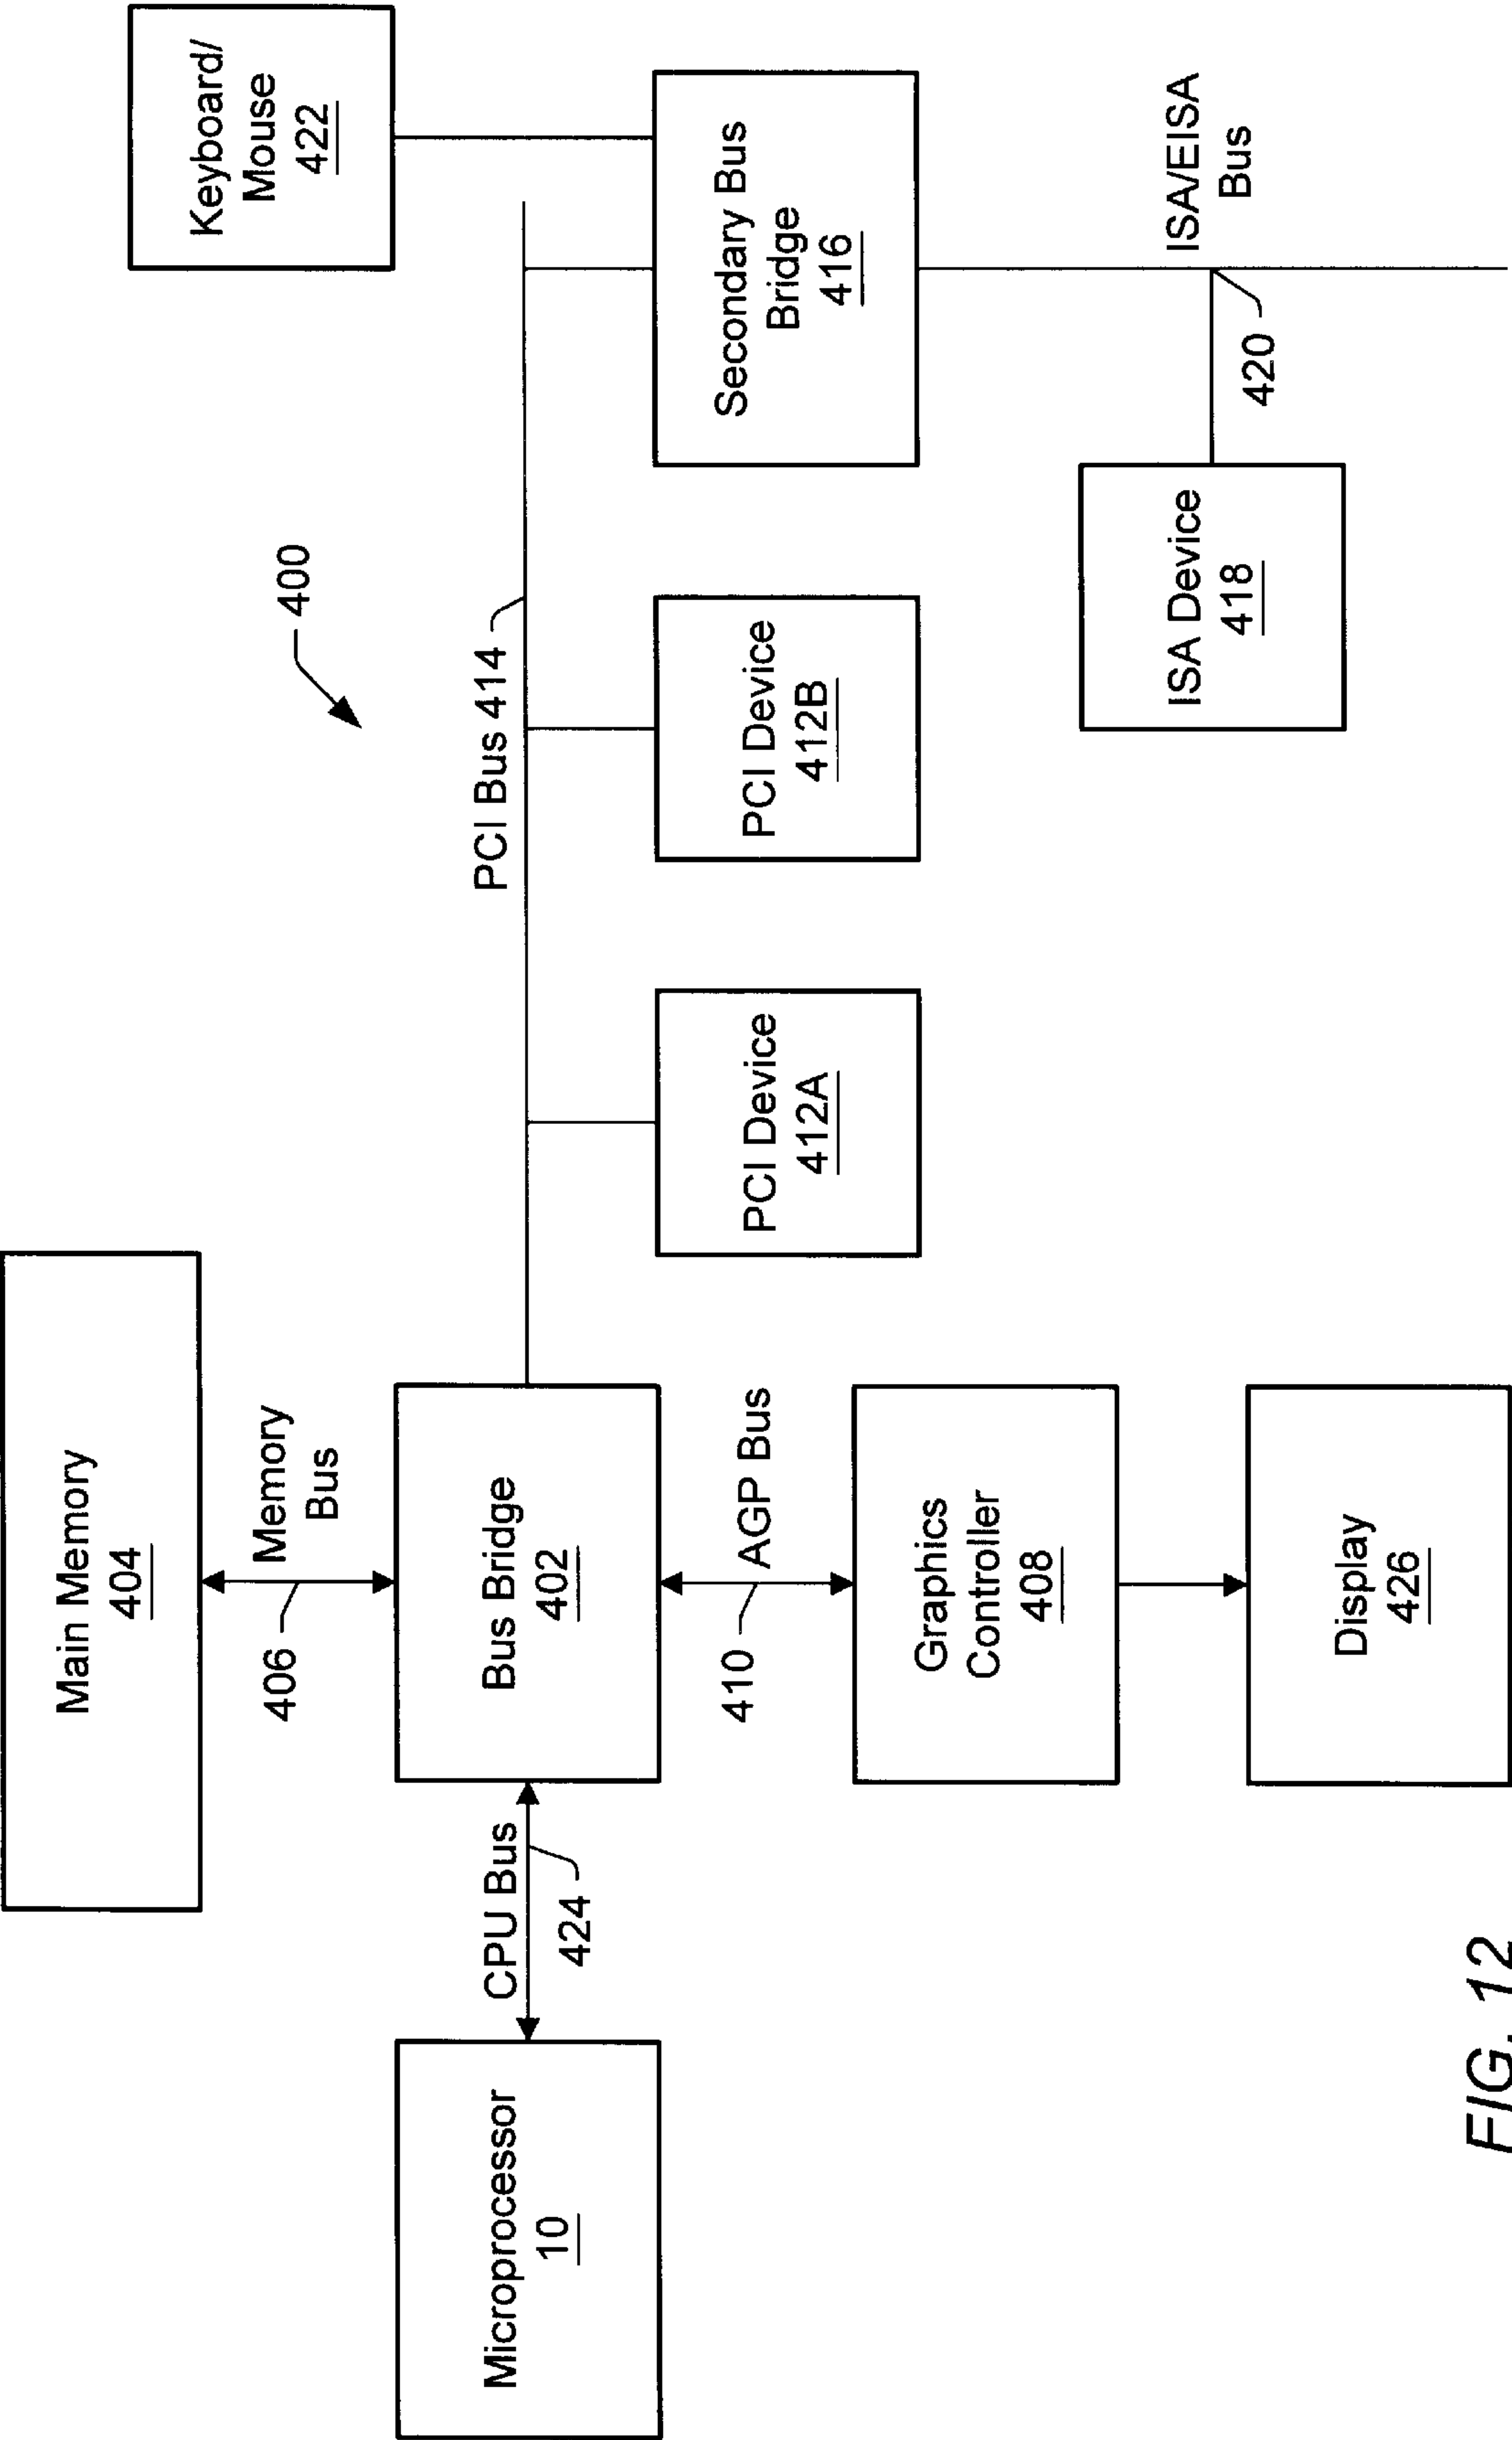 Main Memory
404
Keyboard/
Mouse
422
406
Memory
Bus
400
Microprocessor
10
CPU Bus
424
Bus Bridge
402
PCI Bus 414
410
AGP Bus
PCI Device
412A
PCI Device
412B
Secondary Bus
Bridge
416
Graphics
Controller
408
ISA Device
418
420
ISA/EISA
Bus
Display
426
FIG. 12